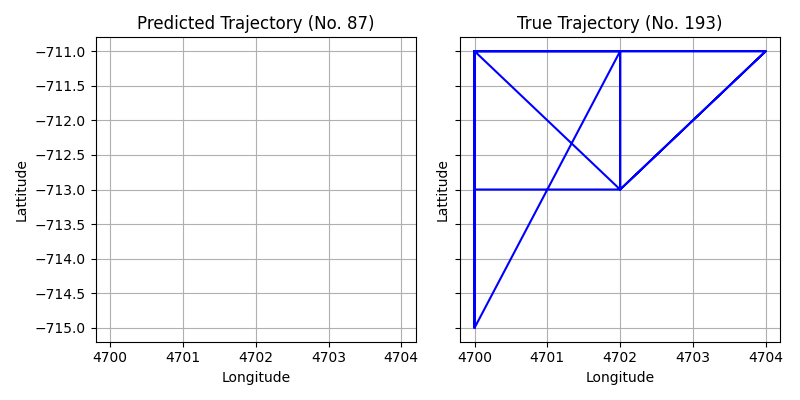 Predicted Trajectory (No. 87)
True Trajectory (No. 193)
−711.0
−711.5
−712.0
−712.5
−713.0
−713.5
−714.0
−714.5
−715.0
Lattitude
Lattitude
4700 4701 4702 4703 4704
4700 4701 4702 4703 4704
Longitude
Longitude